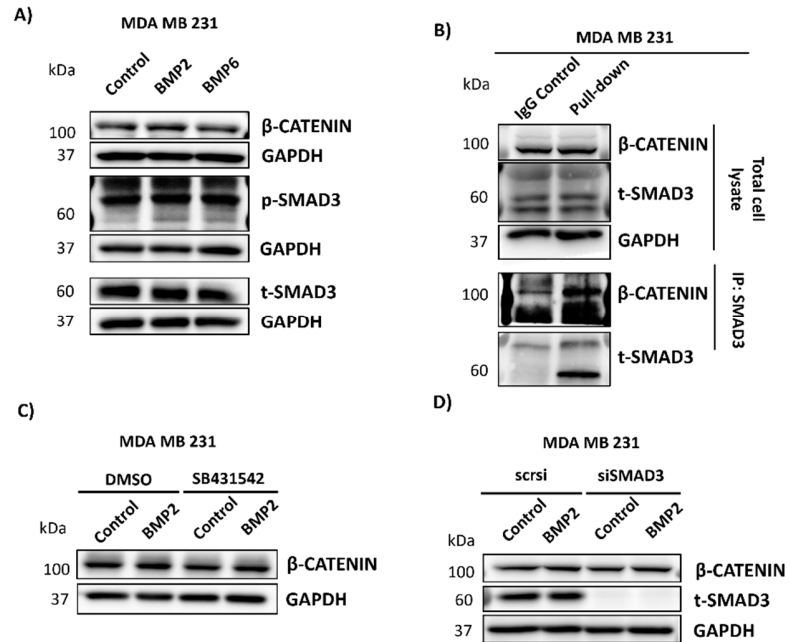 A)
MDA MB 231
kDa
Control
BMP2
BMP6
100
β-CATENIN
37
GAPDH
p-SMAD3
60
37
GAPDH
60
t-SMAD3
37
GAPDH
B)
MDA MB 231
kDa
IgG Control
Pull-down
100
β-CATENIN
60
t-SMAD3
37
GAPDH
Total cell
lysate
100
β-CATENIN
t-SMAD3
60
IP: SMAD3
C)
MDA MB 231
DMSO SB431542
kDa
Control
BMP2
Control
BMP2
100
β-CATENIN
37
GAPDH
D)
MDA MB 231
scrsi siSMAD3
kDa
Control
BMP2
Control
BMP2
100
β-CATENIN
60
t-SMAD3
37
GAPDH